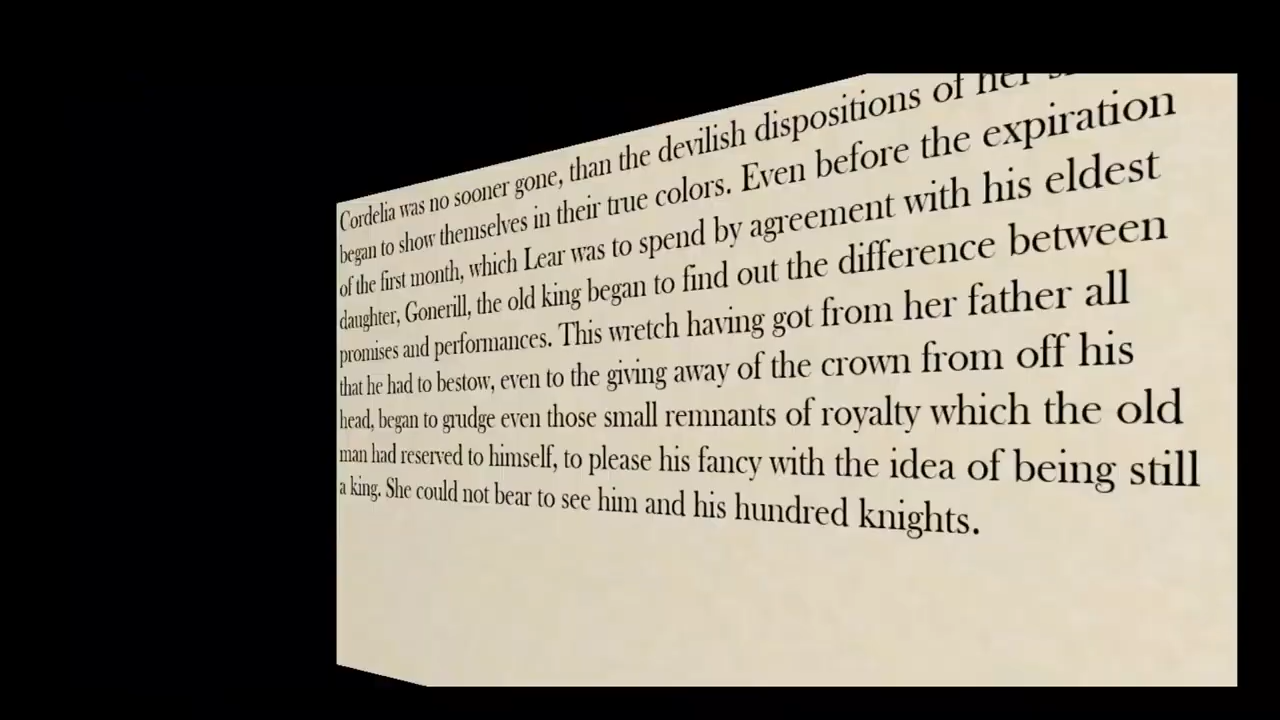 Cordelia was no sooner gone, than the devilish dispositions of her
began to show themselves in their true colors. Even before the expiration
of the first month, which Lear was to spend by agreement with his eldest
daughter, Gonerill, the old king began to find out the difference between
promises and performances. This wretch having got from her father all
that he had to bestow, even to the giving away of the crown from off his
head, began to grudge even those small remnants of royalty which the old
man had reserved to himself, to please his fancy with the idea of being still
a king. She could not bear to see him and his hundred knights.